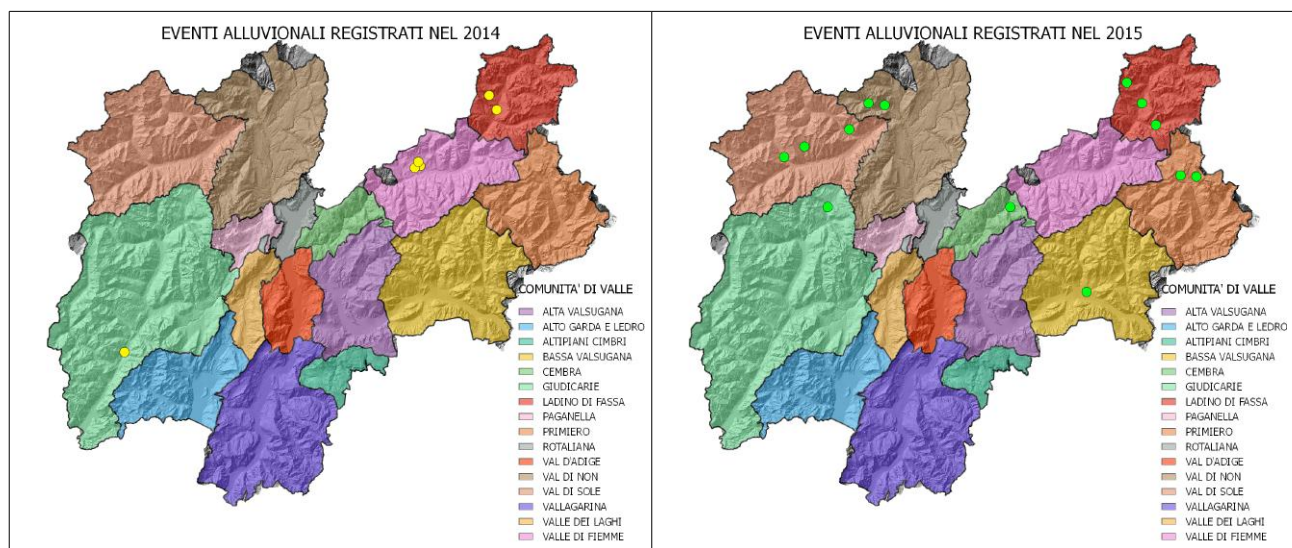 EVENTI ALLUVIONALI REGISTRATI NEL 2014
COMUNITA' DI VALLE
ALTA VALSUGANA
ALTO GARDA E LEDRO
ALTIPIANI CIMBRI
BASSA VALSUGANA
CEMBRA
GIUDICARIE
LADINO DI FASSA
PAGANELLA
PRIMIERO
ROTALIANA
VAL D'ADIGE
VAL DI NON
VAL DI SOLE
VALLAGARINA
VALLE DEI LAGHI
VALLE DI FIEMME
EVENTI ALLUVIONALI REGISTRATI NEL 2015
COMUNITA' DI VALLE
ALTA VALSUGANA
ALTO GARDA E LEDRO
ALTIPIANI CIMBRI
BASSA VALSUGANA
CEMBRA
GIUDICARIE
LADINO DI FASSA
PAGANELLA
PRIMIERO
ROTALIANA
VAL D'ADIGE
VAL DI NON
VAL DI SOLE
VALLAGARINA
VALLE DEI LAGHI
VALLE DI FIEMME